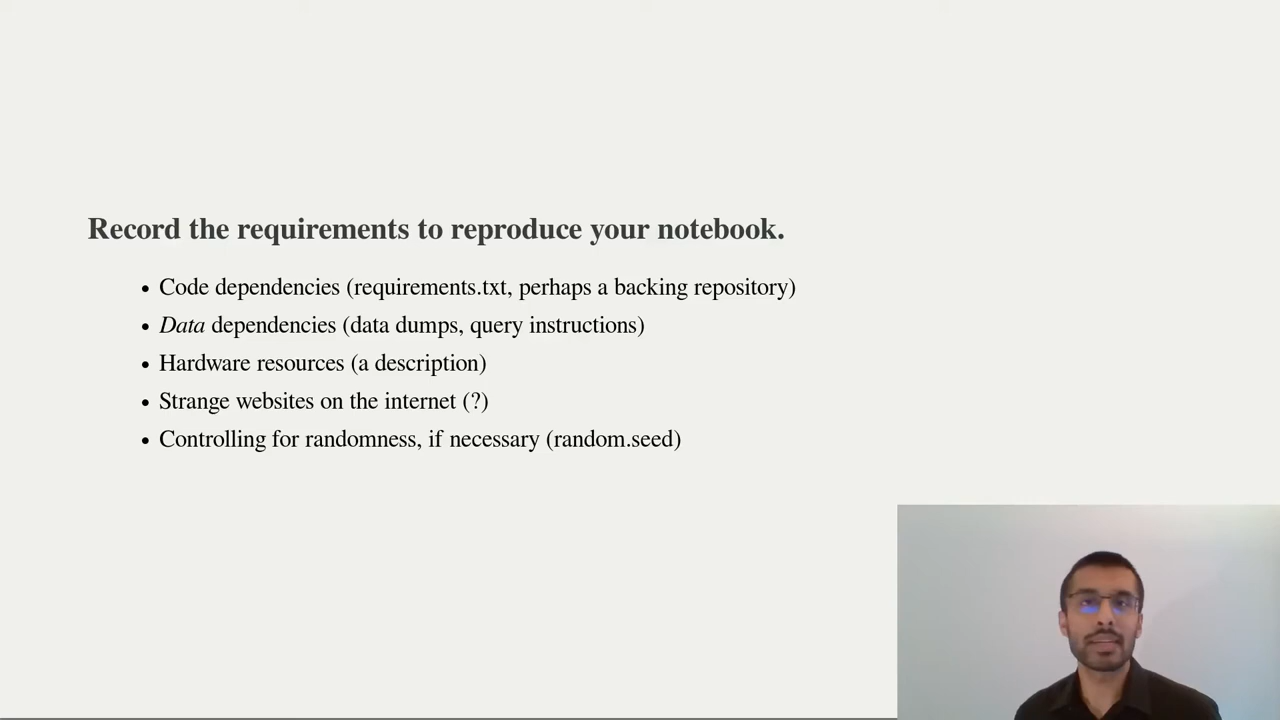 Record the requirements to reproduce your notebook.
• Code dependencies (requirements.txt, perhaps a backing repository)
• Data dependencies (data dumps, query instructions)
• Hardware resources (a description)
• Strange websites on the internet (?)
• Controlling for randomness, if necessary (random.seed)